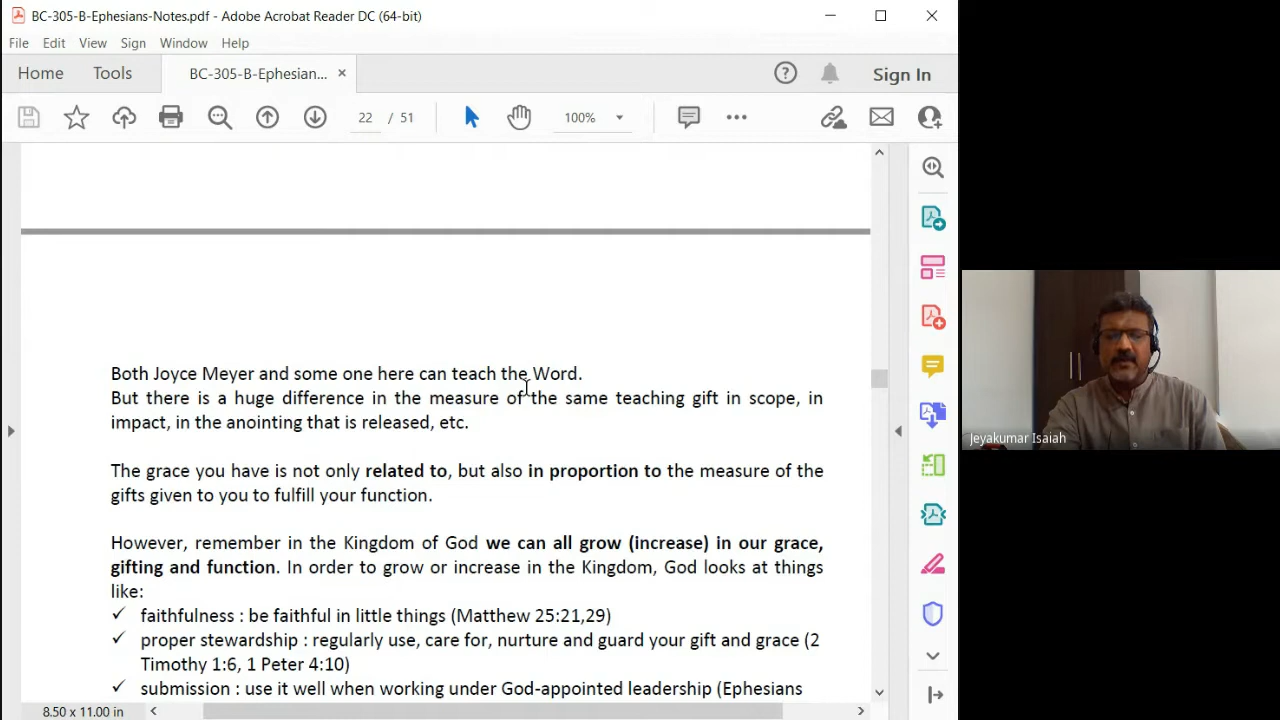 BC-305-B-Ephesians-Notes.pdf - Adobe Acrobat Reader DC (64-bit)
File Edit View Sign Window Help
Home Tools BC-305-B-Ephesian... × Sign In
22 / 51 100%
Both Joyce Meyer and some one here can teach the Word.
But there is a huge difference in the measure of the same teaching gift in scope, in
impact, in the anointing that is released, etc.
The grace you have is not only related to, but also in proportion to the measure of the
gifts given to you to fulfill your function.
However, remember in the Kingdom of God we can all grow (increase) in our grace,
gifting and function. In order to grow or increase in the Kingdom, God looks at things
like:
✓ faithfulness : be faithful in little things (Matthew 25:21,29)
✓ proper stewardship : regularly use, care for, nurture and guard your gift and grace (2
Timothy 1:6, 1 Peter 4:10)
✓ submission : use it well when working under God-appointed leadership (Ephesians
8.50 x 11.00 in
Jeyakumar Isaiah